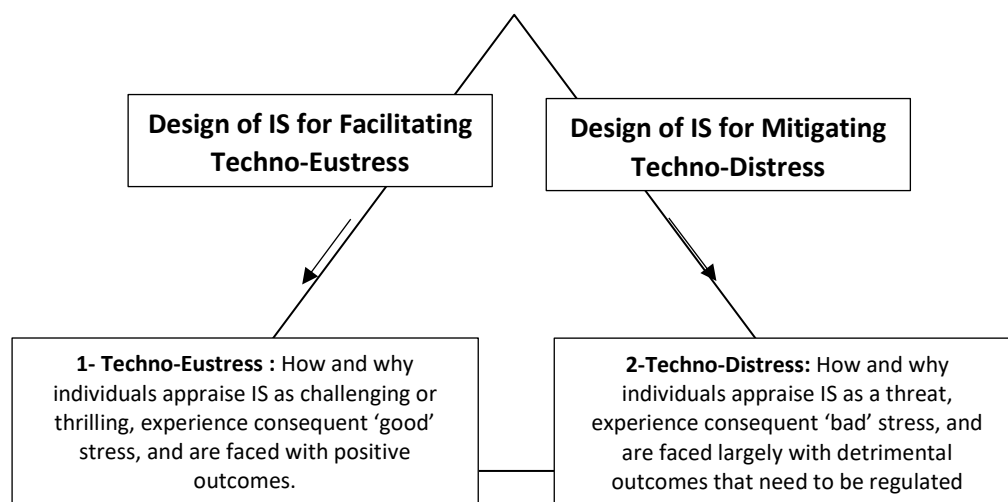 Design of IS for Facilitating
Techno-Eustress
Design of IS for Mitigating
Techno-Distress
1- Techno-Eustress : How and why
individuals appraise IS as challenging or
thrilling, experience consequent ‘good’
stress, and are faced with positive
outcomes.
2-Techno-Distress: How and why
individuals appraise IS as a threat,
experience consequent ‘bad’ stress, and
are faced largely with detrimental
outcomes that need to be regulated